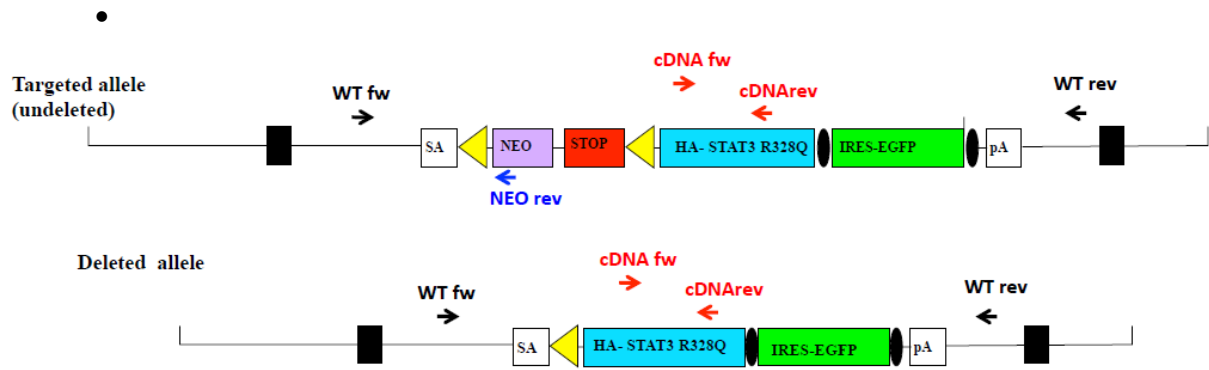 cDNA fw
Targeted allele
(undeleted)
WT fw
cDNArev
WT rev
SA
NEO
STOP
HA- STAT3 R328Q
IRES-EGFP
pA
NEO rev
Deleted allele
cDNA fw
WT fw
cDNArev
WT rev
SA
HA- STAT3 R328Q
IRES-EGFP
pA